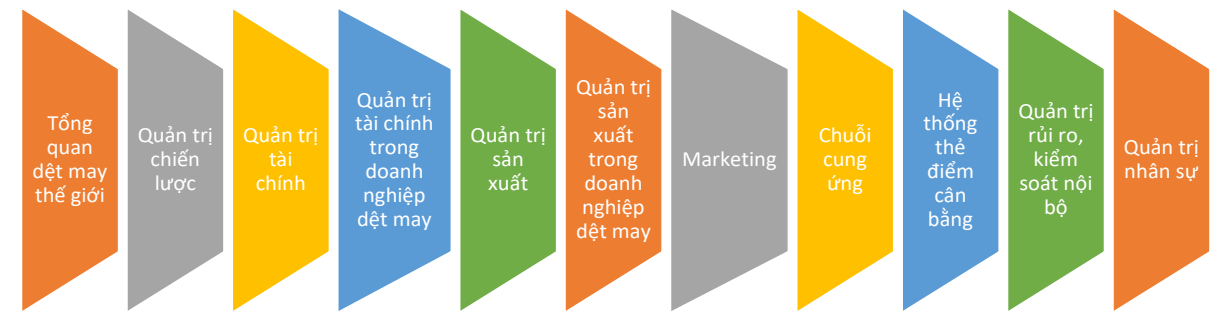 Tổng
quan
dệt may
thế giới
Quản trị
chiến
lược
Quản trị
tài
chính
Quản trị
tài chính
trong
doanh
nghiệp
dệt may
Quản trị
sản
xuất
Quản trị
sản
xuất
trong
doanh
nghiệp
dệt may
Marketing
Chuỗi
cung
ứng
Hệ
thống
thẻ
điểm
cân
bằng
Quản trị
rủi ro,
kiểm
soát nội
bộ
Quản trị
nhân sự